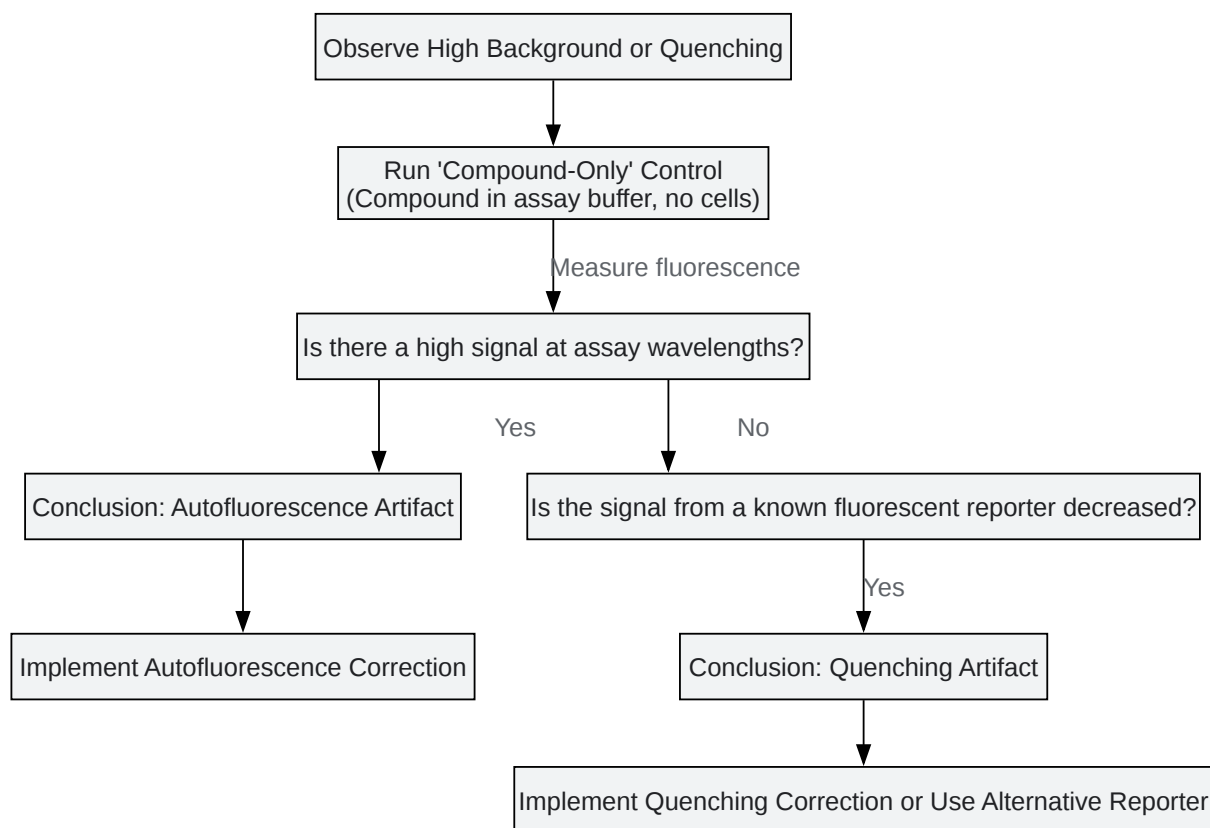 Observe High Background or Quenching
Run 'Compound-Only' Control
(Compound in assay buffer, no cells)
Measure fluorescence
Is there a high signal at assay wavelengths?
Yes
No
Conclusion: Autofluorescence Artifact
Is the signal from a known fluorescent reporter decreased?
Yes
Implement Autofluorescence Correction
Conclusion: Quenching Artifact
Implement Quenching Correction or Use Alternative Reporter